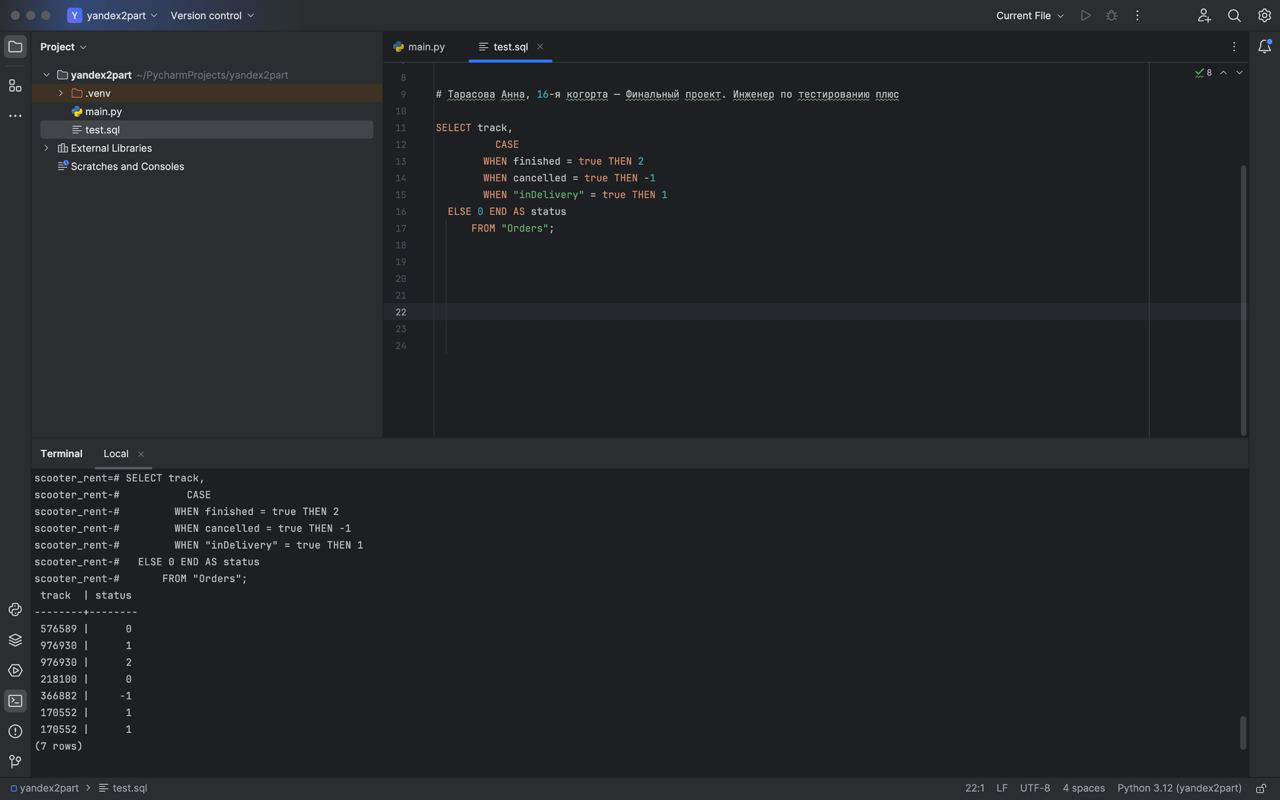 Y yandex2part Version control Current File
Project
main.py test.sql
yandex2part ~/PycharmProjects/yandex2part
.venv
main.py
test.sql
External Libraries
Scratches and Consoles
8
8
9 # Тарасова Анна, 16-я когорта — Финальный проект. Инженер по тестированию плюс
10
11 SELECT track,
12 CASE
13 WHEN finished = true THEN 2
14 WHEN cancelled = true THEN -1
15 WHEN "inDelivery" = true THEN 1
16 ELSE 0 END AS status
17 FROM "Orders";
18
19
20
21
22
23
24
Terminal Local
scooter_rent=# SELECT track,
scooter_rent-# CASE
scooter_rent-# WHEN finished = true THEN 2
scooter_rent-# WHEN cancelled = true THEN -1
scooter_rent-# WHEN "inDelivery" = true THEN 1
scooter_rent-# ELSE 0 END AS status
scooter_rent-# FROM "Orders";
track | status
--------+--------
576589 | 0
976930 | 1
976930 | 2
218100 | 0
366882 | -1
170552 | 1
170552 | 1
(7 rows)
yandex2part > test.sql 22:1 LF UTF-8 4 spaces Python 3.12 (yandex2part)